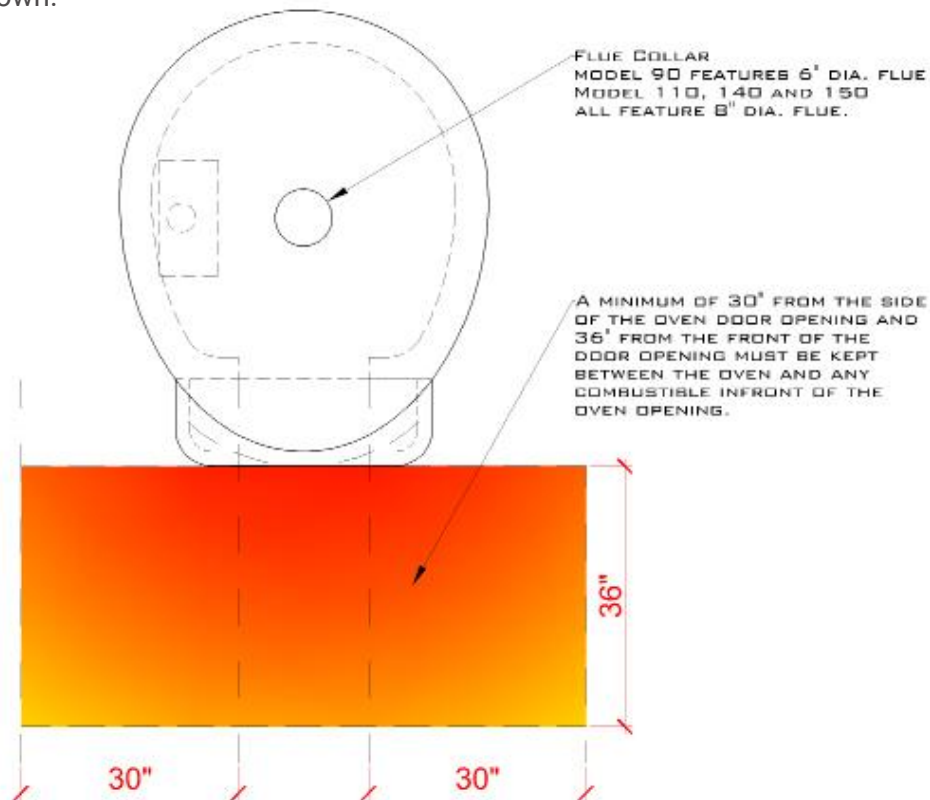 own.
FLUE COLLAR
MODEL 90 FEATURES 6" DIA. FLUE
MODEL 110, 140 AND 150
ALL FEATURE 8" DIA. FLUE.
A MINIMUM OF 30" FROM THE SIDE
OF THE OVEN DOOR OPENING AND
36" FROM THE FRONT OF THE
DOOR OPENING MUST BE KEPT
BETWEEN THE OVEN AND ANY
COMBUSTIBLE INFRONT OF THE
OVEN OPENING.
36"
30"
30"